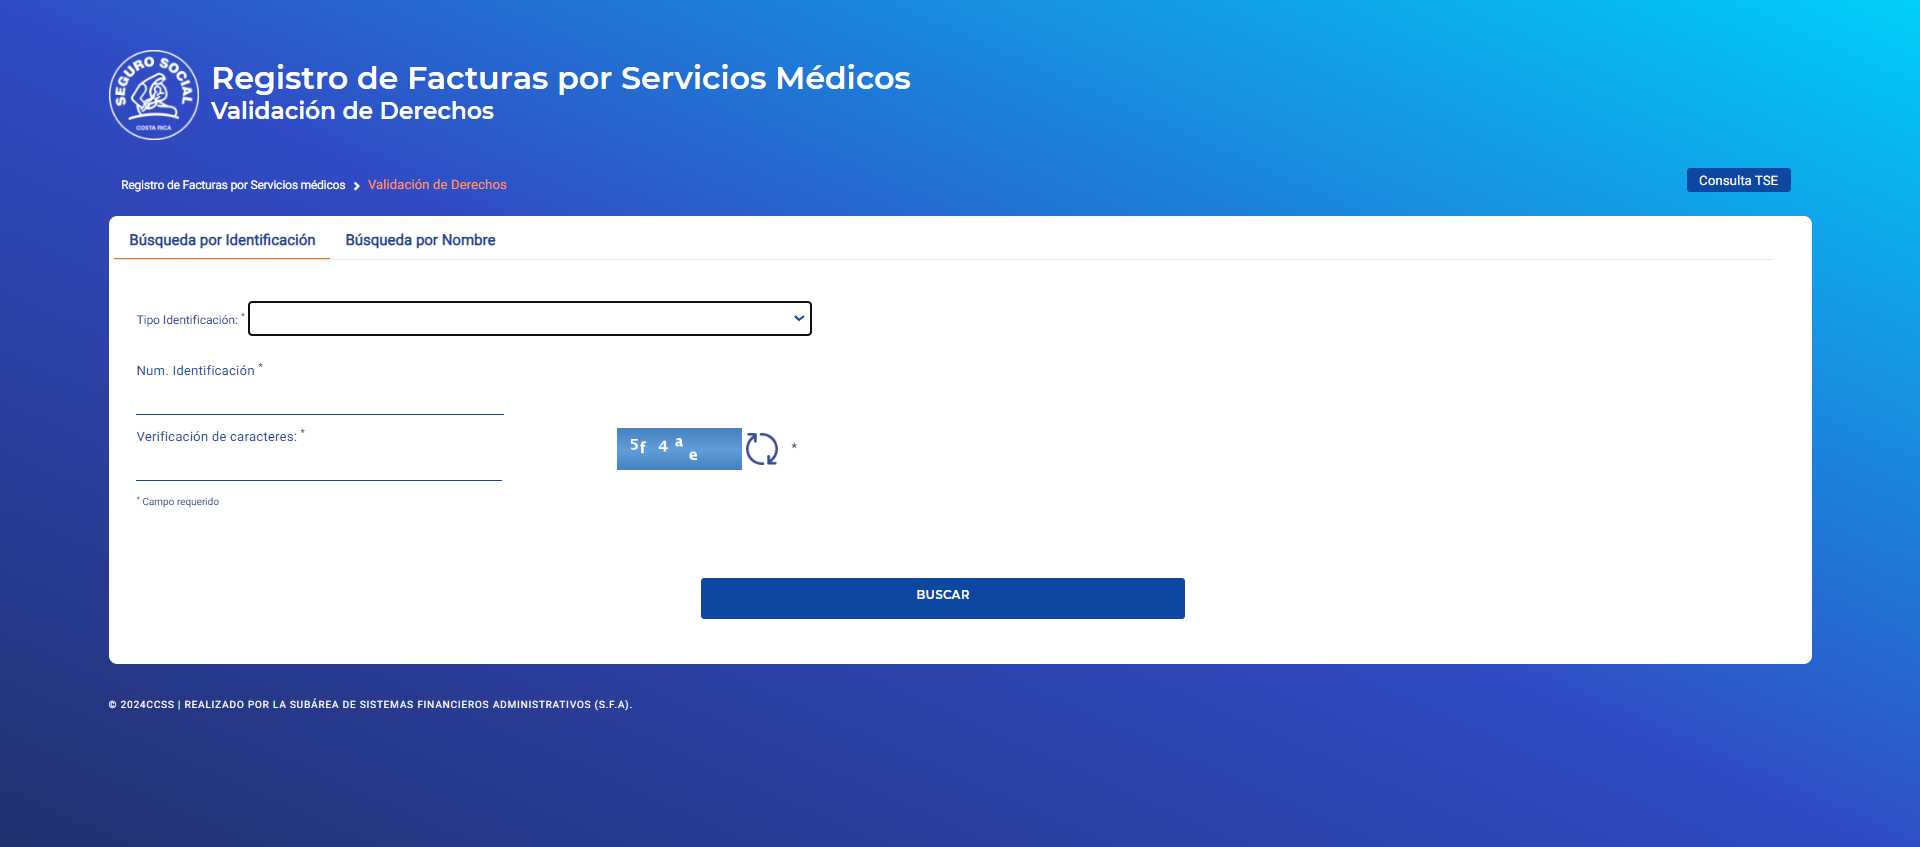 SEGURO SOCIAL
COSTA RICA
Registro de Facturas por Servicios Médicos
Validación de Derechos
Registro de Facturas por Servicios médicos > Validación de Derechos
Consulta TSE
Búsqueda por Identificación Búsqueda por Nombre
Tipo Identificación: *
Num. Identificación *
Verificación de caracteres: *
5f 4 a e *
* Campo requerido
BUSCAR
© 2024CCSS | REALIZADO POR LA SUBÁREA DE SISTEMAS FINANCIEROS ADMINISTRATIVOS (S.F.A).